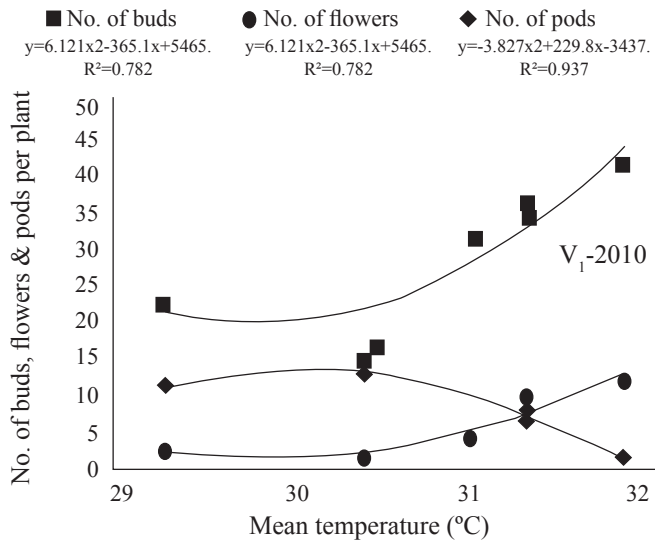 No. of buds No. of flowers No. of pods
y=6.121x2-365.1x+5465. y=6.121x2-365.1x+5465. y=-3.827x2+229.8x-3437.
R²=0.782 R²=0.782 R²=0.937
No. of buds, flowers & pods per plant
50
45
40
35
30
25
20
15
10
5
0
V₁-2010
29 30 31 32
Mean temperature (ºC)